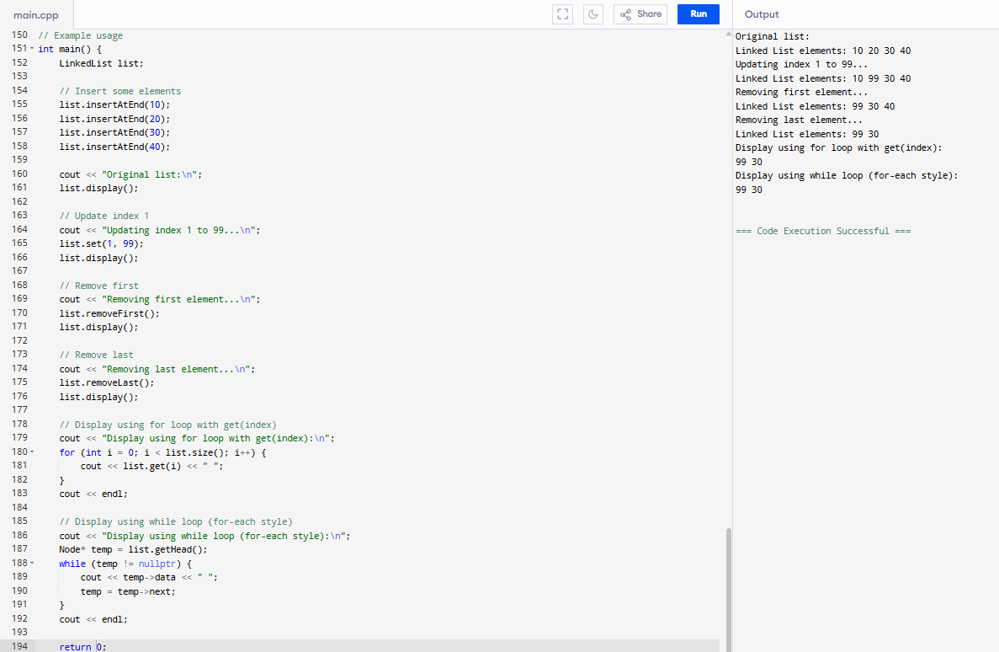 main.cpp
Share
Run
Output
150 // Example usage
151 int main() {
152     LinkedList list;
153
154     // Insert some elements
155     list.insertAtEnd(10);
156     list.insertAtEnd(20);
157     list.insertAtEnd(30);
158     list.insertAtEnd(40);
159
160     cout << "Original list:\n";
161     list.display();
162
163     // Update index 1
164     cout << "Updating index 1 to 99...\n";
165     list.set(1, 99);
166     list.display();
167
168     // Remove first
169     cout << "Removing first element...\n";
170     list.removeFirst();
171     list.display();
172
173     // Remove last
174     cout << "Removing last element...\n";
175     list.removeLast();
176     list.display();
177
178     // Display using for loop with get(index)
179     cout << "Display using for loop with get(index):\n";
180     for (int i = 0; i < list.size(); i++) {
181         cout << list.get(i) << " ";
182     }
183     cout << endl;
184
185     // Display using while loop (for-each style)
186     cout << "Display using while loop (for-each style):\n";
187     Node* temp = list.getHead();
188     while (temp != nullptr) {
189         cout << temp->data << " ";
190         temp = temp->next;
191     }
192     cout << endl;
193
194     return 0;
Original list:
Linked List elements: 10 20 30 40
Updating index 1 to 99...
Linked List elements: 10 99 30 40
Removing first element...
Linked List elements: 99 30 40
Removing last element...
Linked List elements: 99 30
Display using for loop with get(index):
99 30
Display using while loop (for-each style):
99 30
=== Code Execution Successful ===